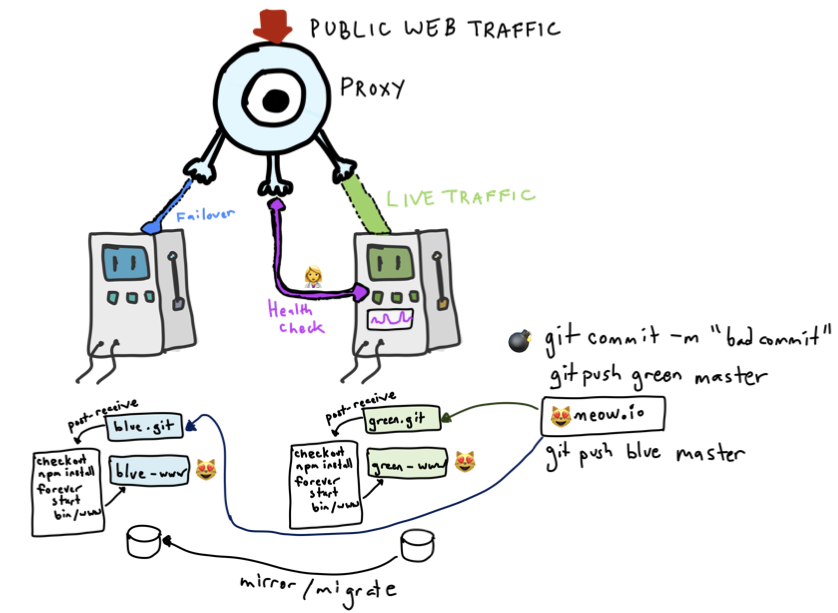 PUBLIC WEB TRAFFIC
PROXY
Failover
LIVE TRAFFIC
Health
check
git commit -m "bad commit"
git push green master
meow.io
git push blue master
post-receive
blue.git
checkout
npm install
forever
start
bin/www
blue-www
post-receive
green.git
checkout
npm install
forever
start
bin/www
green-www
mirror/migrate